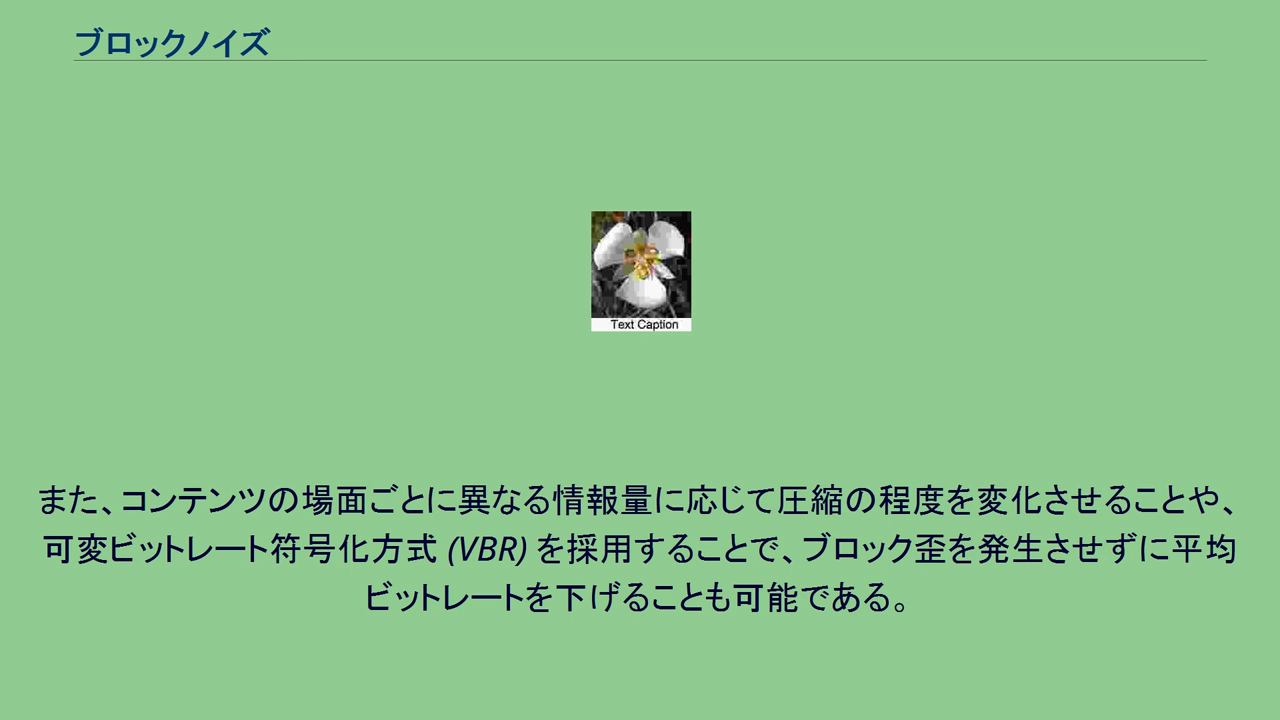 ブロックノイズ
Text Caption
また、コンテンツの場面ごとに異なる情報量に応じて圧縮の程度を変化させることや、
可変ビットレート符号化方式 (VBR) を採用することで、ブロック歪を発生させずに平均
ビットレートを下げることも可能である。